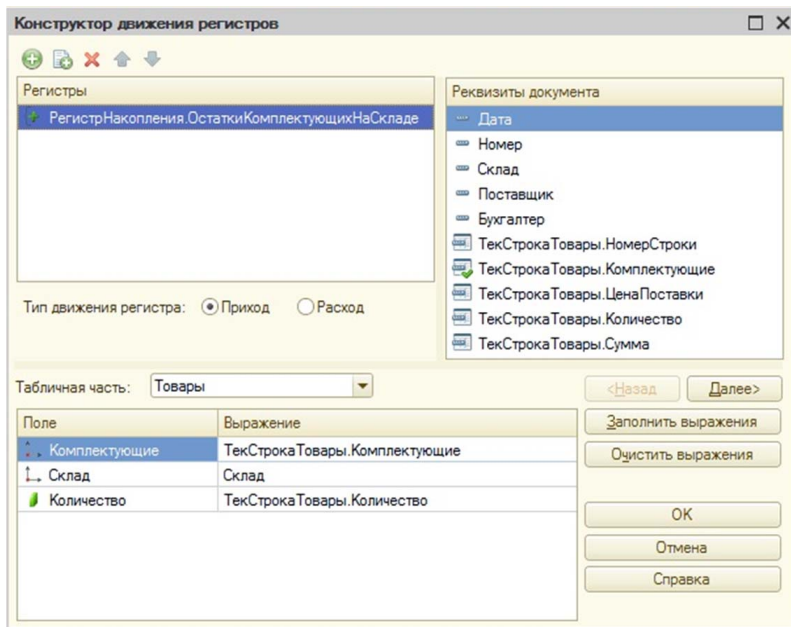 Конструктор движения регистров
Регистры
РегистрНакопления.ОстаткиКомплектующихНаСкладе
Тип движения регистра: Приход Расход
Реквизиты документа
Дата
Номер
Склад
Поставщик
Бухгалтер
ТекСтрокаТовары.НомерСтроки
ТекСтрокаТовары.Комплектующие
ТекСтрокаТовары.ЦенаПоставки
ТекСтрокаТовары.Количество
ТекСтрокаТовары.Сумма
Табличная часть: Товары
<Назад Далее>
Поле Выражение
Комплектующие ТекСтрокаТовары.Комплектующие
Склад Склад
Количество ТекСтрокаТовары.Количество
Заполнить выражения
Очистить выражения
ОК
Отмена
Справка